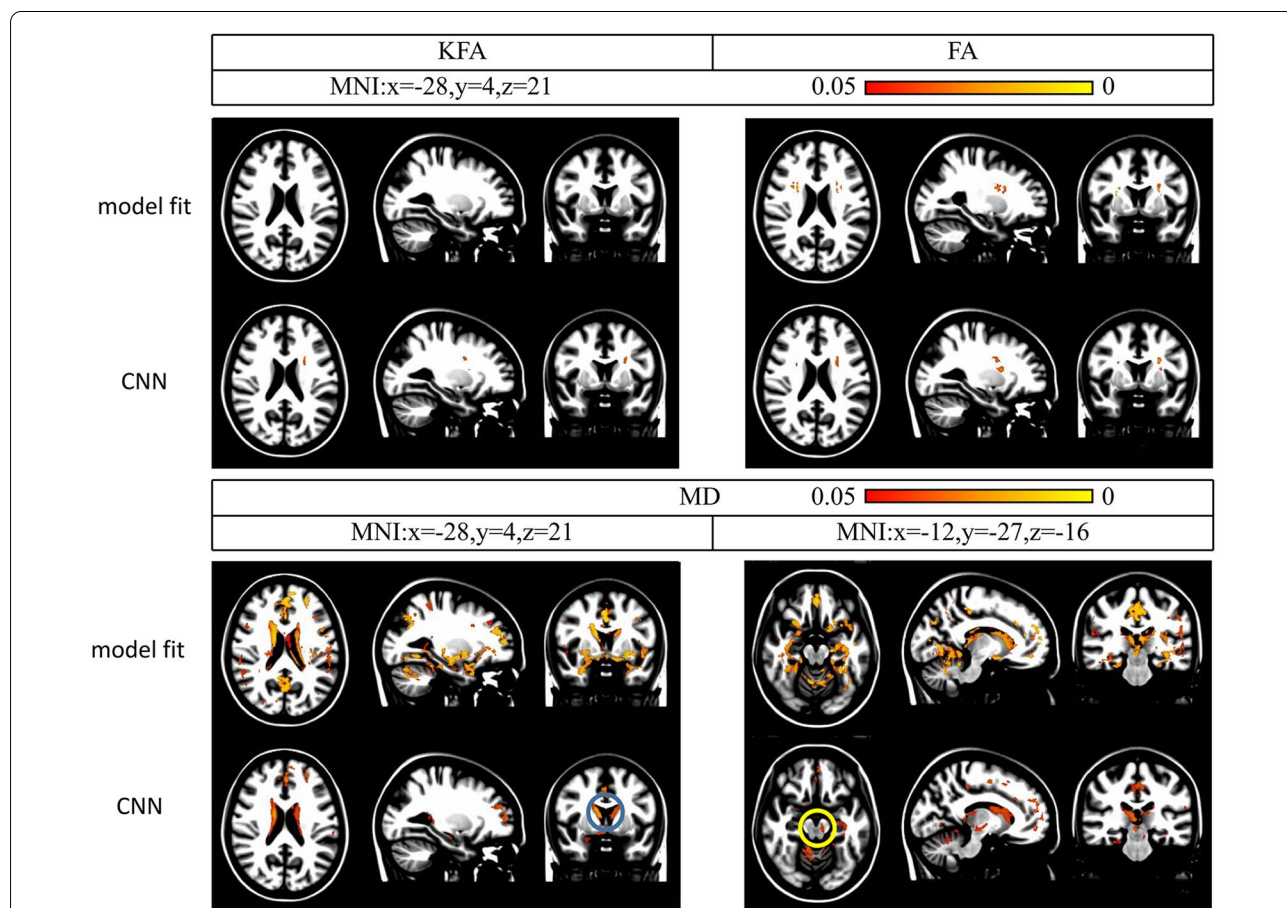 KFA FA
MNI:x=-28,y=4,z=21 0.05 0
model fit
CNN
MD 0.05 0
MNI:x=-28,y=4,z=21 MNI:x=-12,y=-27,z=-16
model fit
CNN